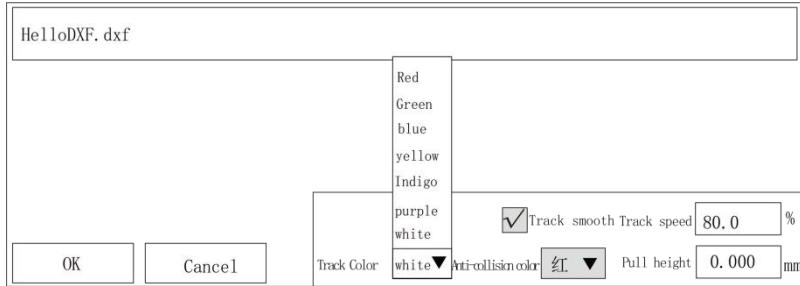 HelloDXF.dxf
Red
Green
blue
yellow
Indigo
purple
white
Track smooth Track speed 80.0 %
OK Cancel Track Color white Anti-collision color 红 Pull height 0.000 mm